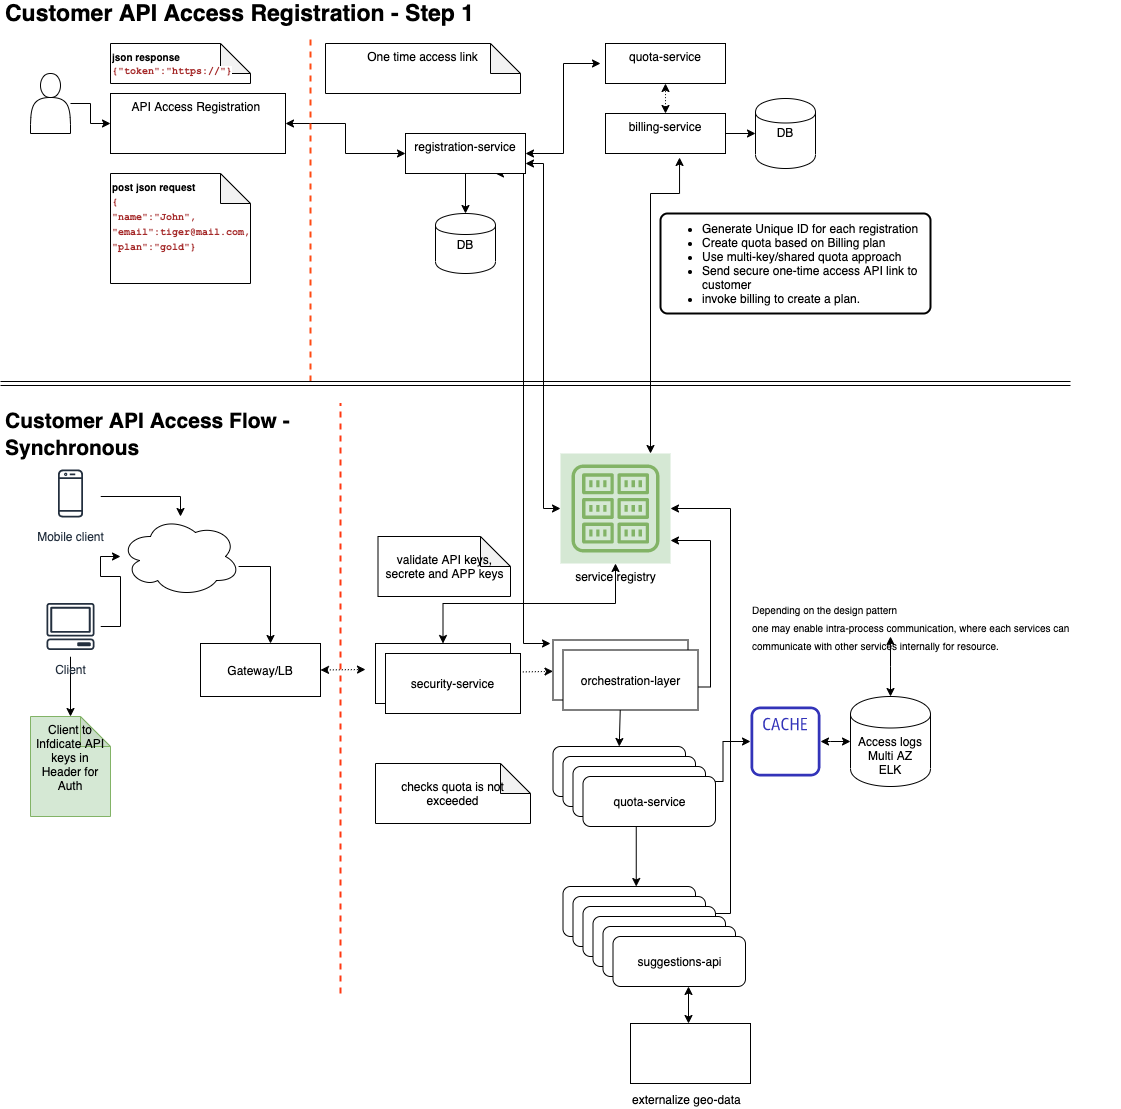 Customer API Access Registration - Step 1
json response
{"token":"https://"}
One time access link
quota-service
API Access Registration
billing-service
DB
registration-service
post json request
{
"name":"John",
"email":tiger@mail.com,
"plan":"gold"}
DB
Generate Unique ID for each registration
Create quota based on Billing plan
Use multi-key/shared quota approach
Send secure one-time access API link to
customer
invoke billing to create a plan.
Customer API Access Flow -
Synchronous
Mobile client
validate API keys,
secrete and APP keys
service registry
Depending on the design pattern
one may enable intra-process communication, where each services can
communicate with other services internally for resource.
Client
Gateway/LB
security-service
orchestration-layer
Client to
Infdicate API
keys in
Header for
Auth
CACHE
Access logs
Multi AZ
ELK
checks quota is not
exceeded
quota-service
suggestions-api
externalize geo-data